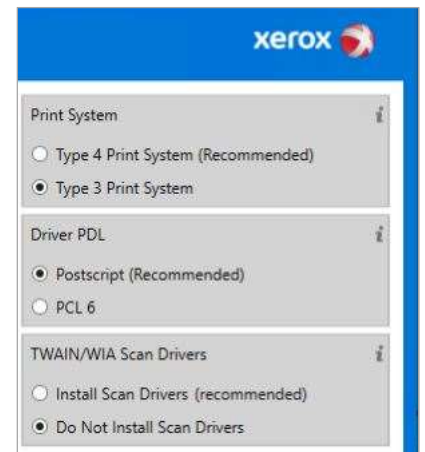 xerox
Print System i
Type 4 Print System (Recommended)
Type 3 Print System
Driver PDL i
Postscript (Recommended)
PCL 6
TWAIN/WIA Scan Drivers i
Install Scan Drivers (recommended)
Do Not Install Scan Drivers